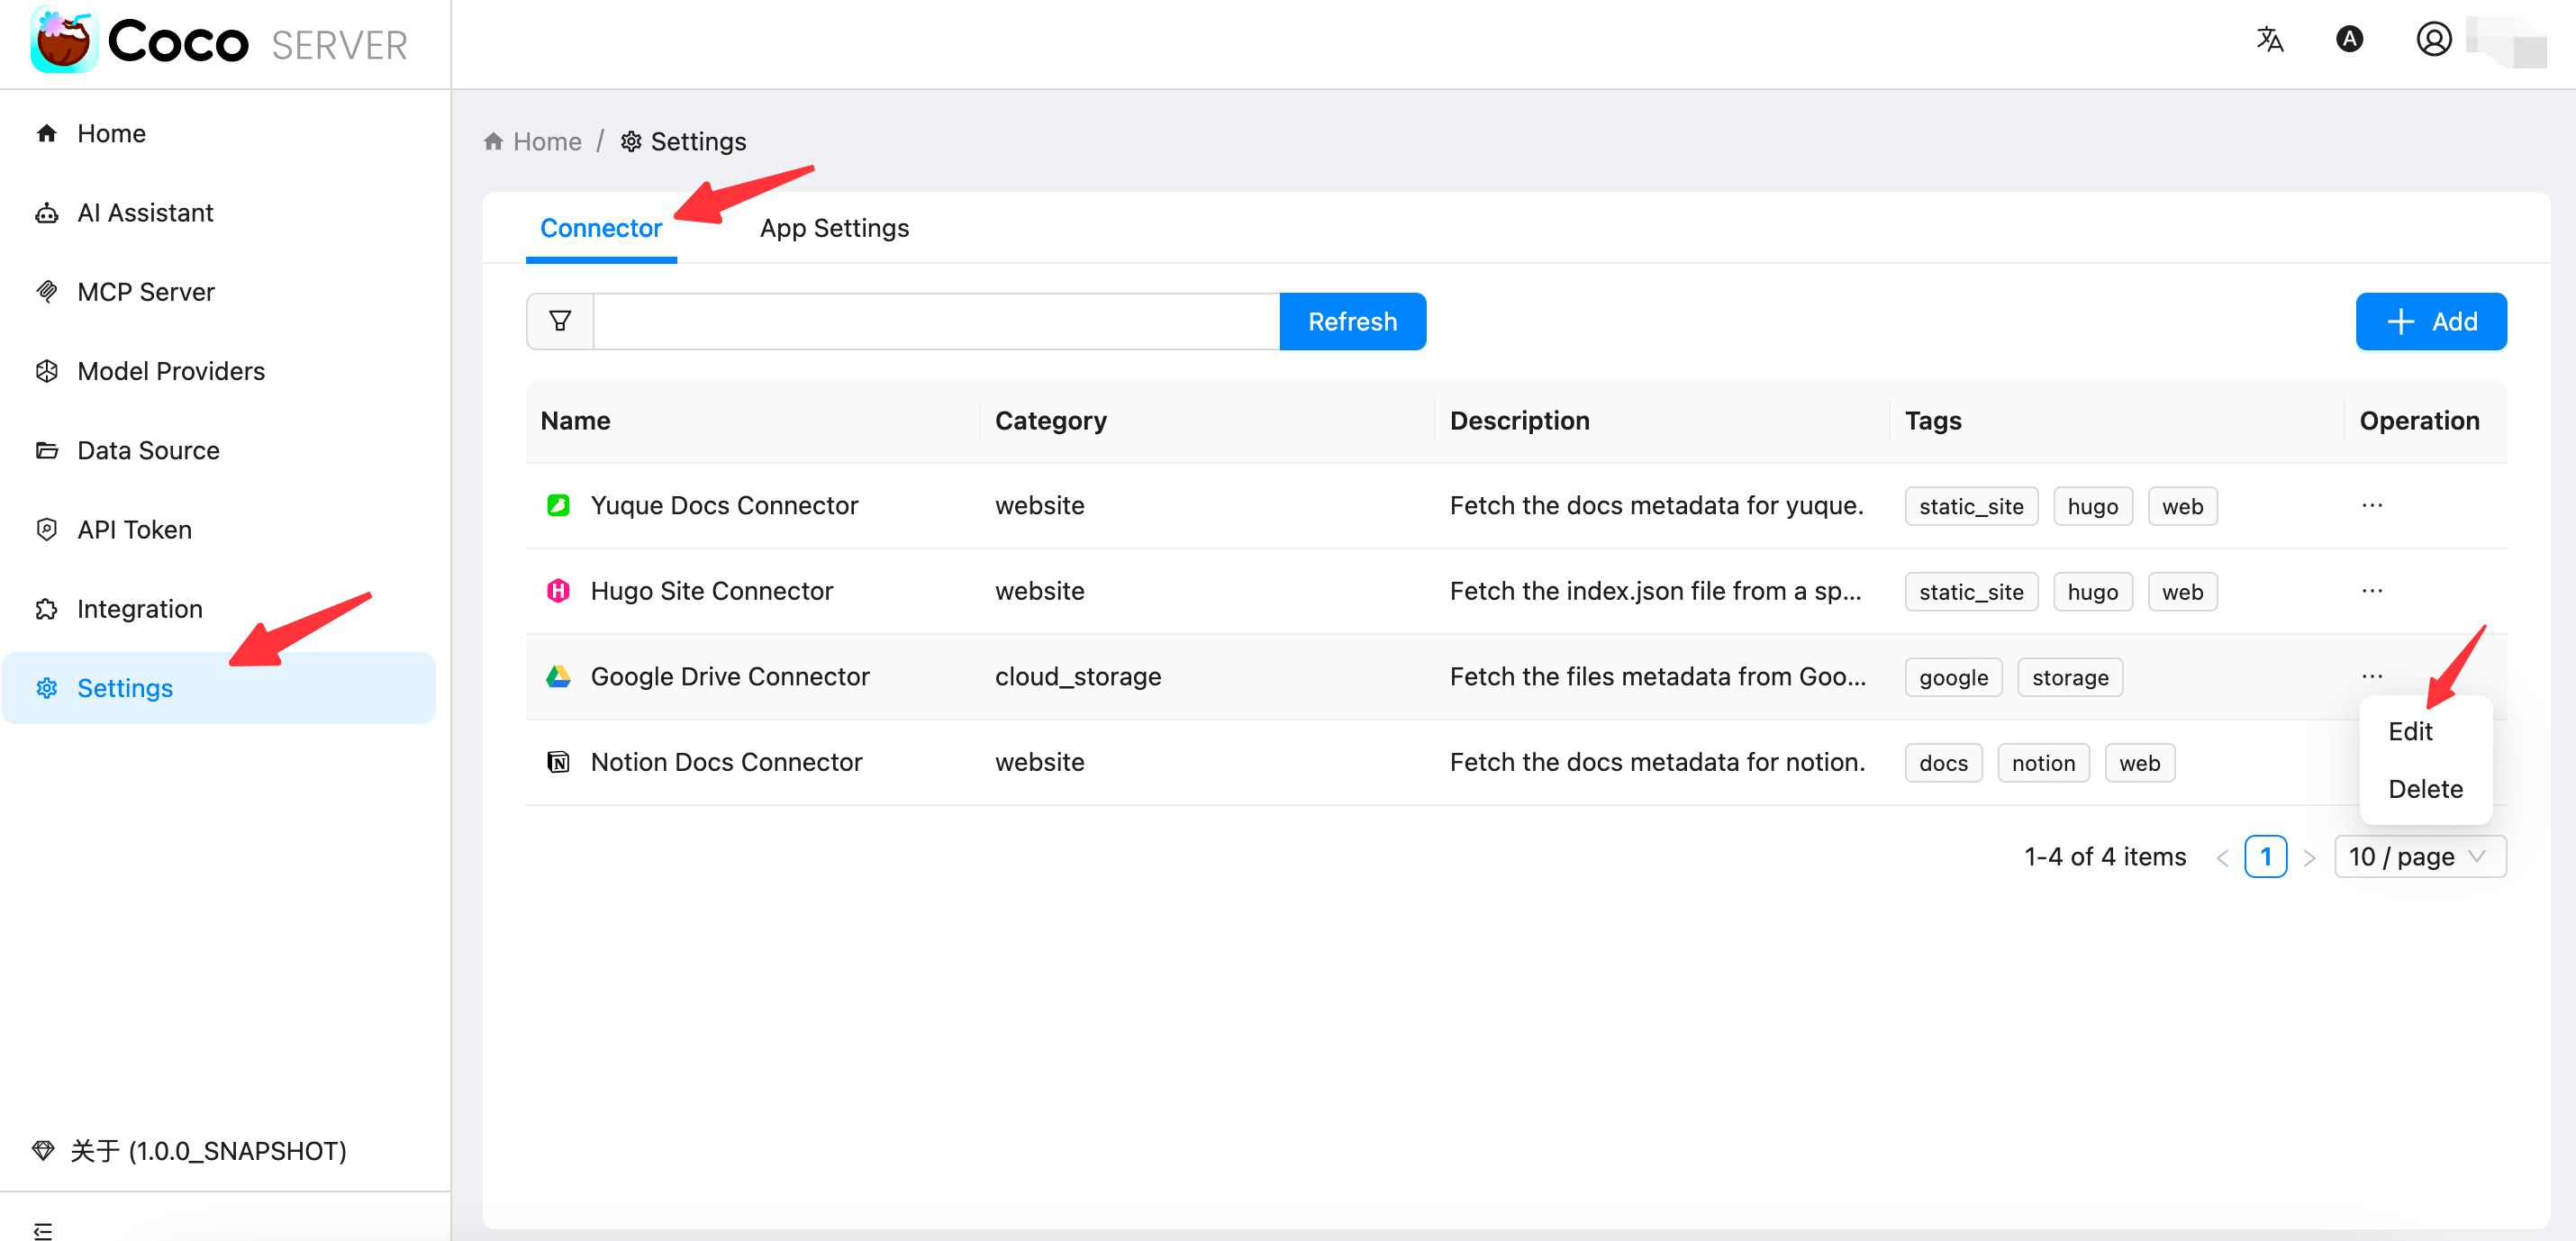 Coco SERVER
Home
AI Assistant
MCP Server
Model Providers
Data Source
API Token
Integration
Settings
关于 (1.0.0_SNAPSHOT)
A
Home / Settings
Connector App Settings
Refresh
Add
Name Category Description Tags Operation
Yuque Docs Connector website Fetch the docs metadata for yuque. static_site hugo web ...
Hugo Site Connector website Fetch the index.json file from a sp... static_site hugo web ...
Google Drive Connector cloud_storage Fetch the files metadata from Goo... google storage ...
Notion Docs Connector website Fetch the docs metadata for notion. docs notion web
Edit
Delete
1-4 of 4 items < 1 > 10 / page